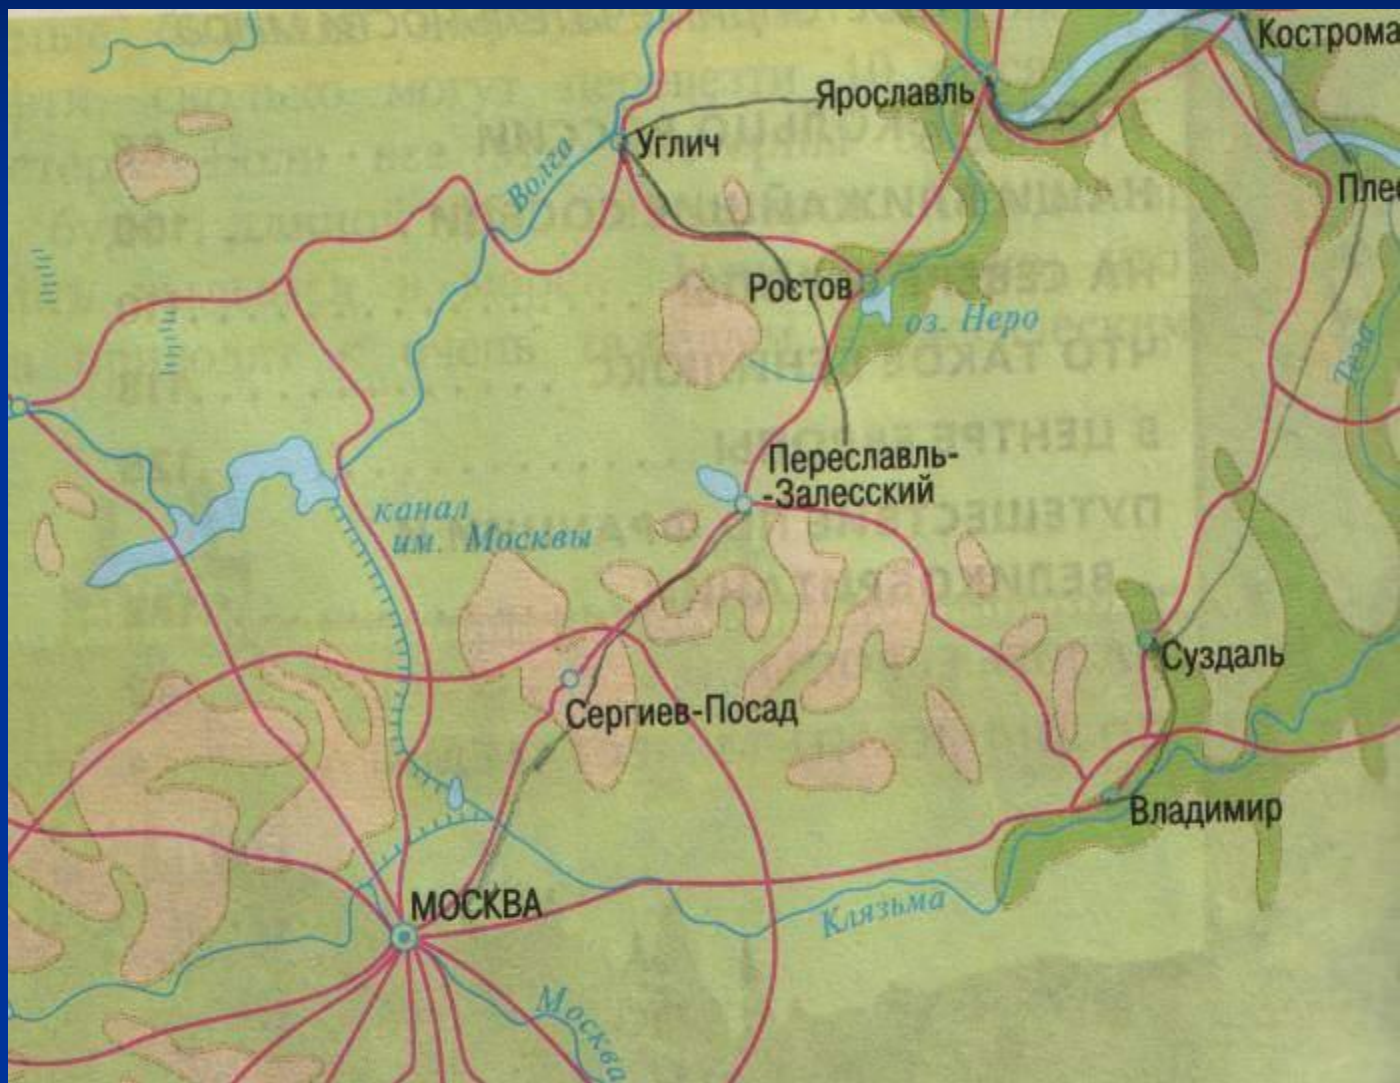 Кострома
Ярославль
Углич
Волга
Плес
Ростов
оз. Неро
Теза
Переславль-
-Залесский
канал
им. Москвы
Суздаль
Сергиев-Посад
Владимир
МОСКВА
Клязьма
Москва